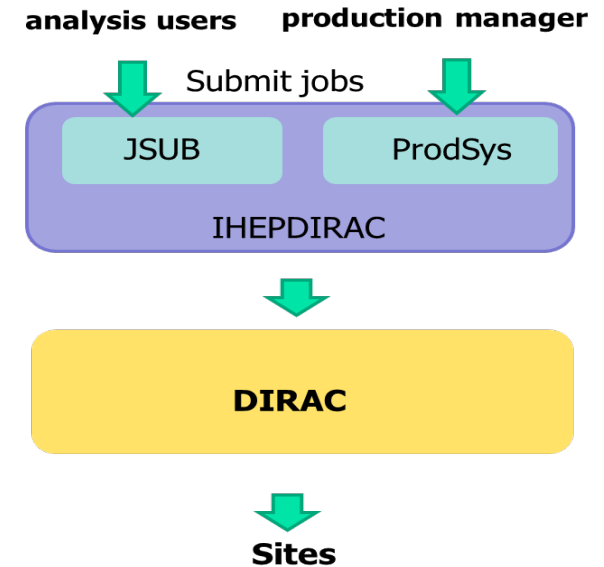 analysis users
production manager
Submit jobs
JSUB
ProdSys
IHEPDIRAC
DIRAC
Sites